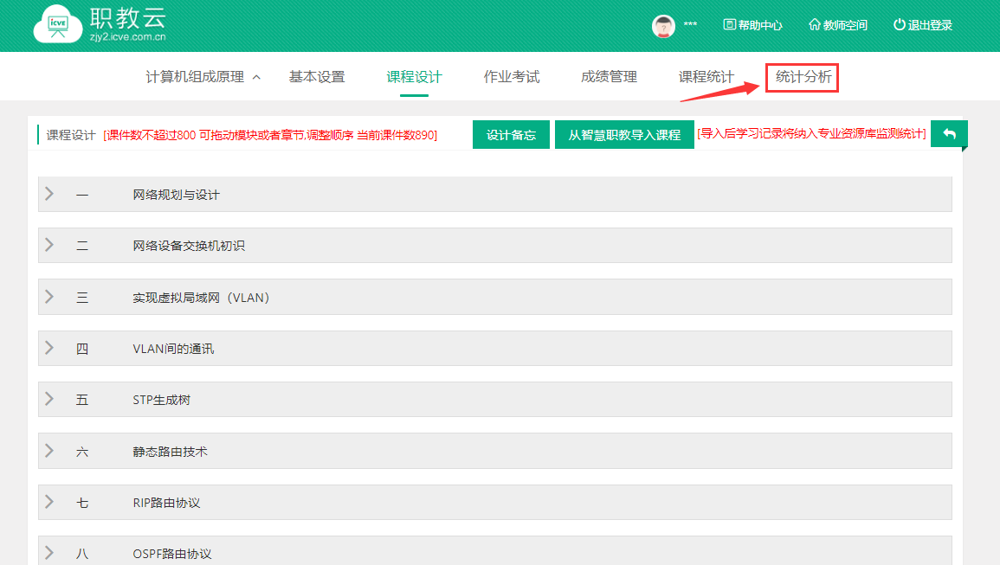 icve 职教云
zjy2.icve.com.cn
*** 帮助中心 教师空间 退出登录
计算机组成原理 基本设置 课程设计 作业考试 成绩管理 课程统计 统计分析
课程设计 [课件数不超过800 可拖动模块或者章节,调整顺序 当前课件数890] 设计备忘 从智慧职教导入课程 [导入后学习记录将纳入专业资源库监测统计]
一 网络规划与设计
二 网络设备交换机初识
三 实现虚拟局域网（VLAN）
四 VLAN间的通讯
五 STP生成树
六 静态路由技术
七 RIP路由协议
八 OSPF路由协议